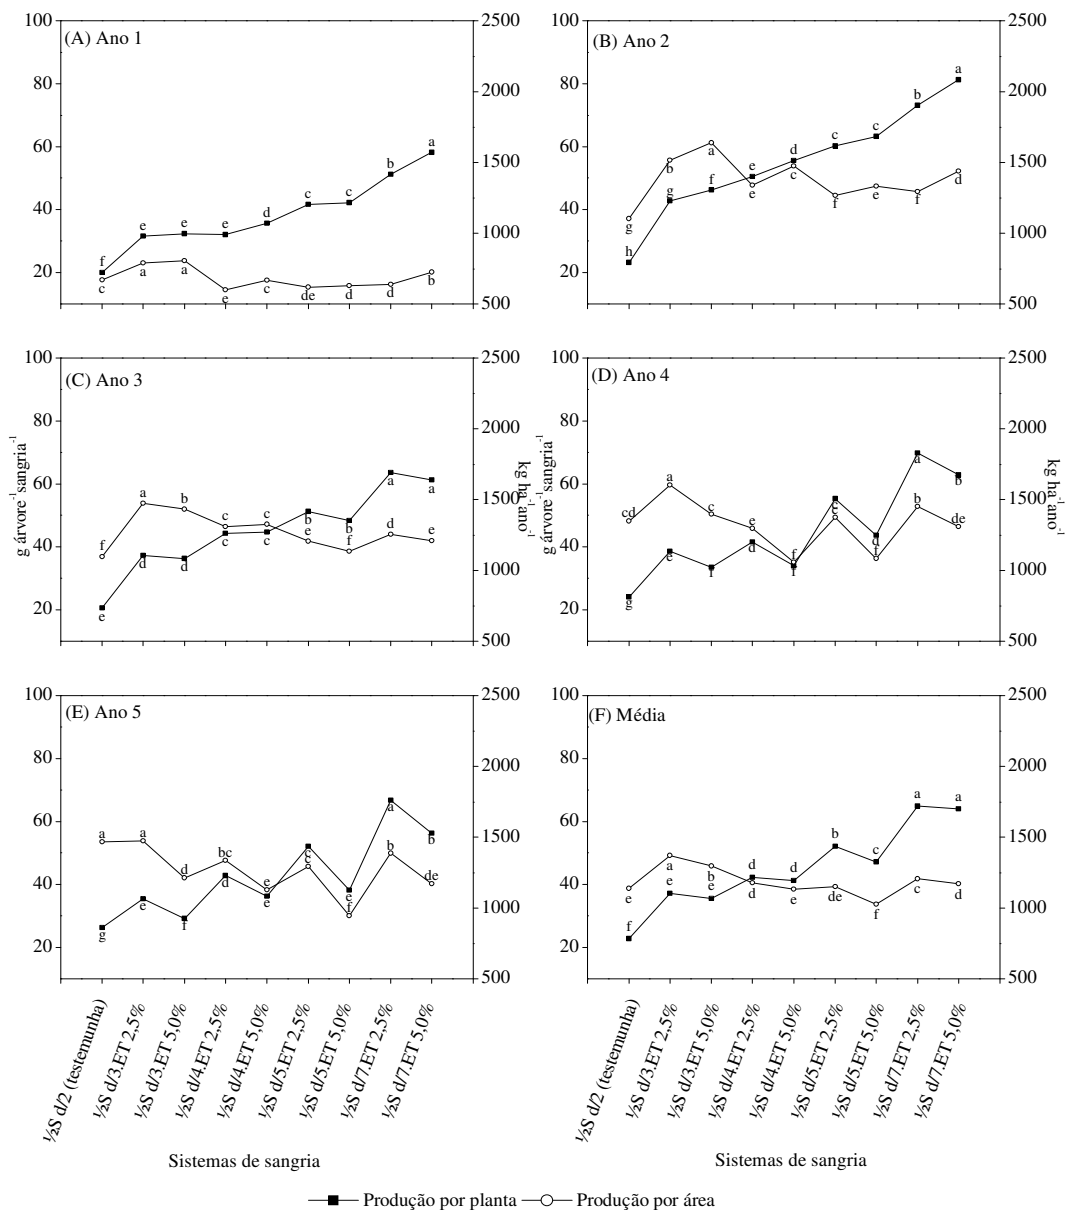 (A) Ano 1
100
80
60
40
20
2500
2000
1500
1000
500
f e e e d c c b a
c a a e c de d d b
(B) Ano 2
100
80
60
40
20
2500
2000
1500
1000
500
h g f e d c c b a
g b a e c f e f d
(C) Ano 3
100
80
60
40
20
g árvore⁻¹ sangria⁻¹
2500
2000
1500
1000
500
kg ha⁻¹ ano⁻¹
f a b c c e f d e
e d d c c b b a a
(D) Ano 4
100
80
60
40
20
g árvore⁻¹ sangria⁻¹
2500
2000
1500
1000
500
kg ha⁻¹ ano⁻¹
cd a c e f c f b de
g e f d f c d a b
(E) Ano 5
100
80
60
40
20
2500
2000
1500
1000
500
a a d bc e c f b de
g e f d e c e a b
(F) Média
100
80
60
40
20
2500
2000
1500
1000
500
f e e d d b c a a
e a b d e de f c d
½S d/2 (testemunha)
½S d/3.ET 2,5%
½S d/3.ET 5,0%
½S d/4.ET 2,5%
½S d/4.ET 5,0%
½S d/5.ET 2,5%
½S d/5.ET 5,0%
½S d/7.ET 2,5%
½S d/7.ET 5,0%
Sistemas de sangria
½S d/2 (testemunha)
½S d/3.ET 2,5%
½S d/3.ET 5,0%
½S d/4.ET 2,5%
½S d/4.ET 5,0%
½S d/5.ET 2,5%
½S d/5.ET 5,0%
½S d/7.ET 2,5%
½S d/7.ET 5,0%
Sistemas de sangria
Produção por planta
Produção por área